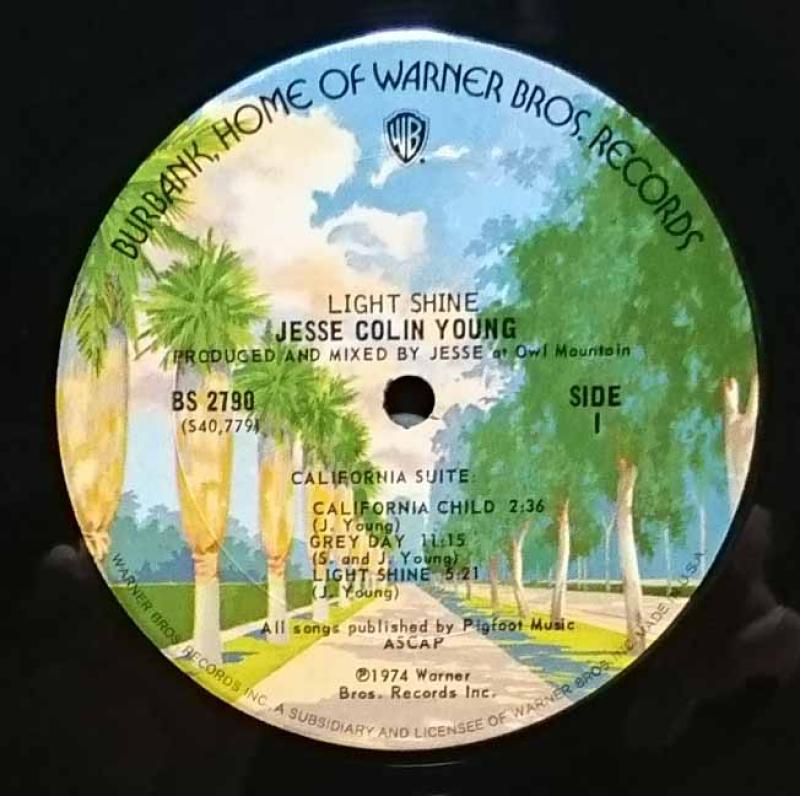 BURBANK, HOME OF WARNER BROS. RECORDS
WB
LIGHT SHINE
JESSE COLIN YOUNG
PRODUCED AND MIXED BY JESSE at Owl Mountain
BS 2790
(S40,779)
SIDE
1
CALIFORNIA SUITE:
CALIFORNIA CHILD 2:36
(J. Young)
GREY DAY 11:15
(S. and J. Young)
LIGHT SHINE 5:21
(J. Young)
All songs published by Pigfoot Music
ASCAP
℗1974 Warner
Bros. Records Inc.
WARNER BROS. RECORDS INC., A SUBSIDIARY AND LICENSEE OF WARNER BROS. INC. MADE IN U.S.A.